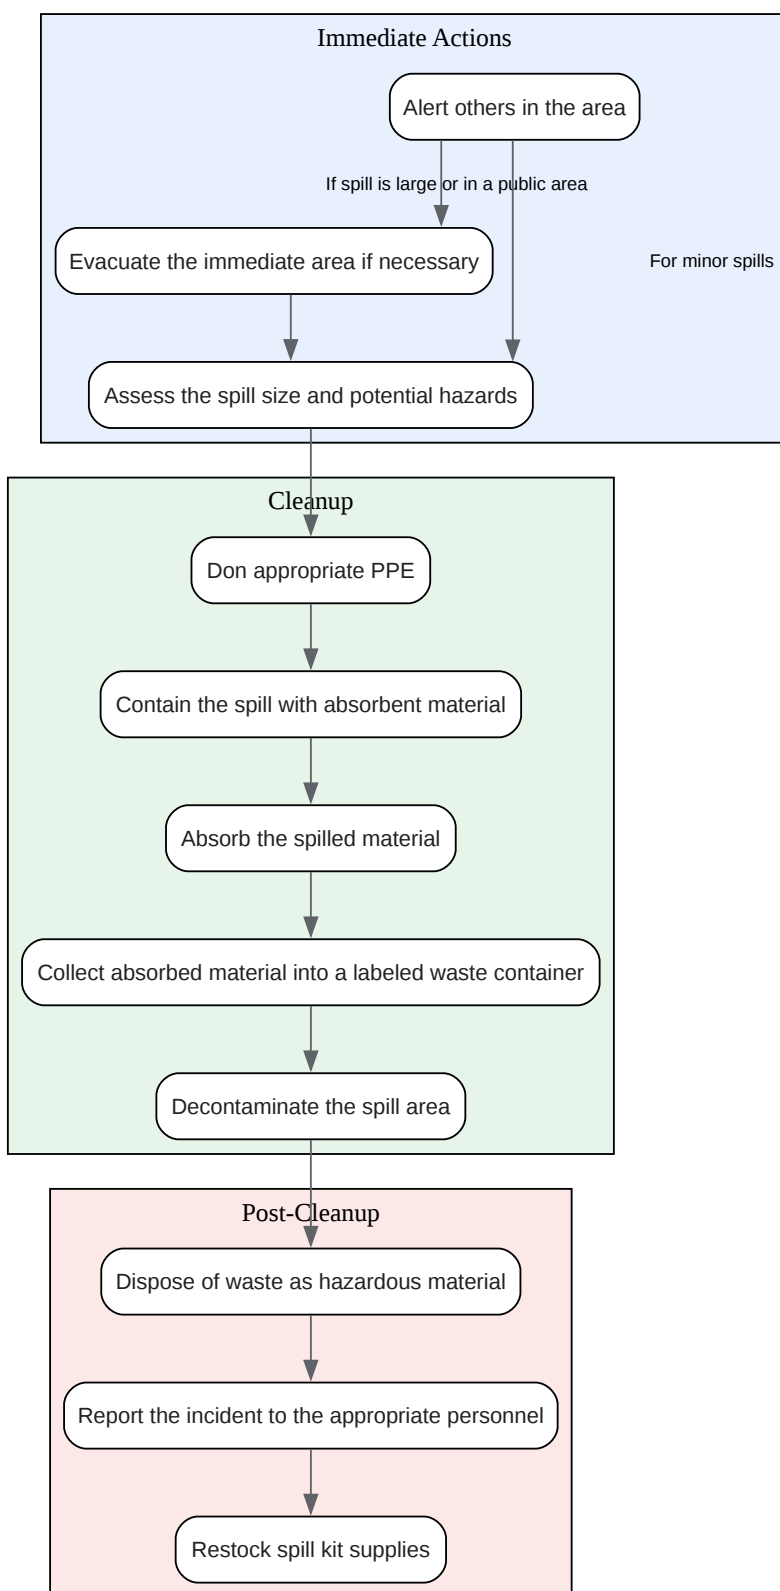 Immediate Actions
Alert others in the area
If spill is large or in a public area
Evacuate the immediate area if necessary
For minor spills
Assess the spill size and potential hazards
Cleanup
Don appropriate PPE
Contain the spill with absorbent material
Absorb the spilled material
Collect absorbed material into a labeled waste container
Decontaminate the spill area
Post-Cleanup
Dispose of waste as hazardous material
Report the incident to the appropriate personnel
Restock spill kit supplies